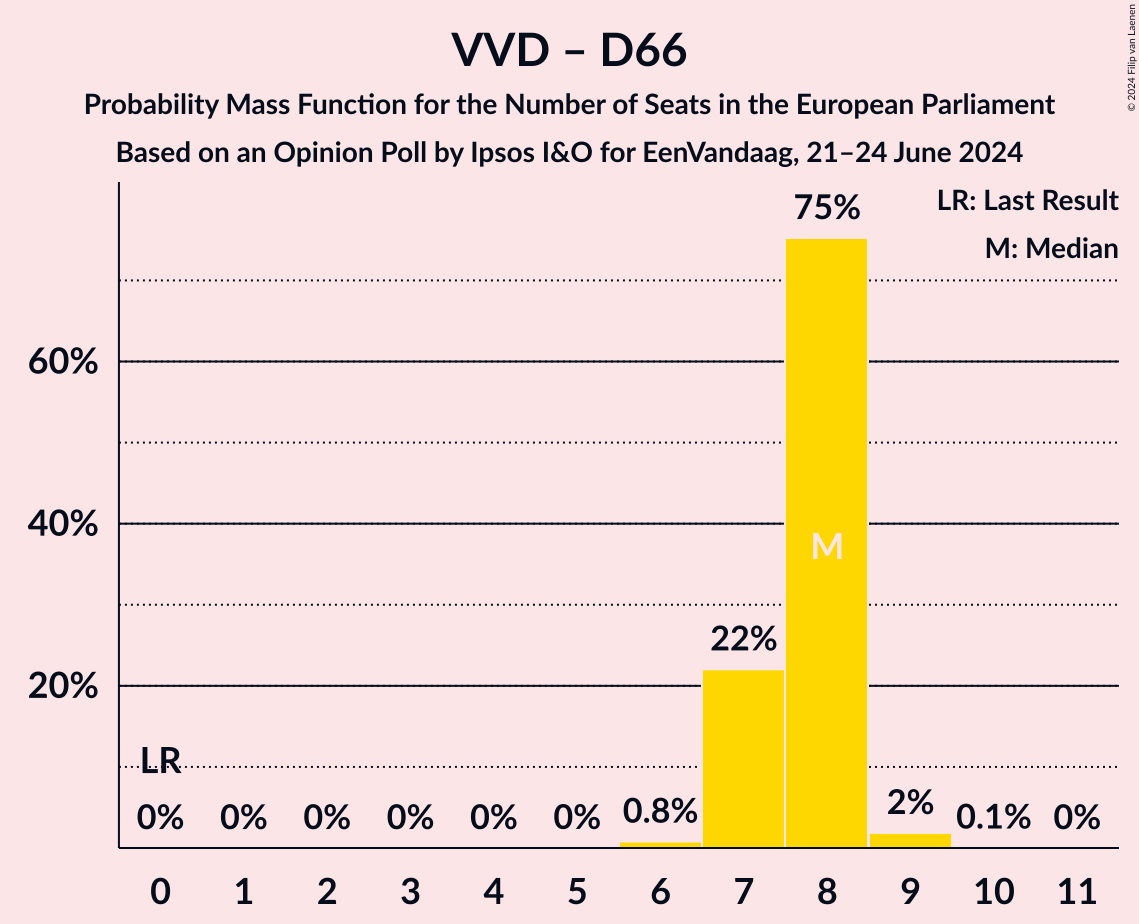 VVD – D66
Probability Mass Function for the Number of Seats in the European Parliament
Based on an Opinion Poll by Ipsos I&O for EenVandaag, 21–24 June 2024
© 2024 Filip van Laenen
LR: Last Result
M: Median
75%
60%
40%
M
22%
20%
LR
0% 0% 0% 0% 0% 0% 0.8% 2% 0.1% 0%
0 1 2 3 4 5 6 7 8 9 10 11